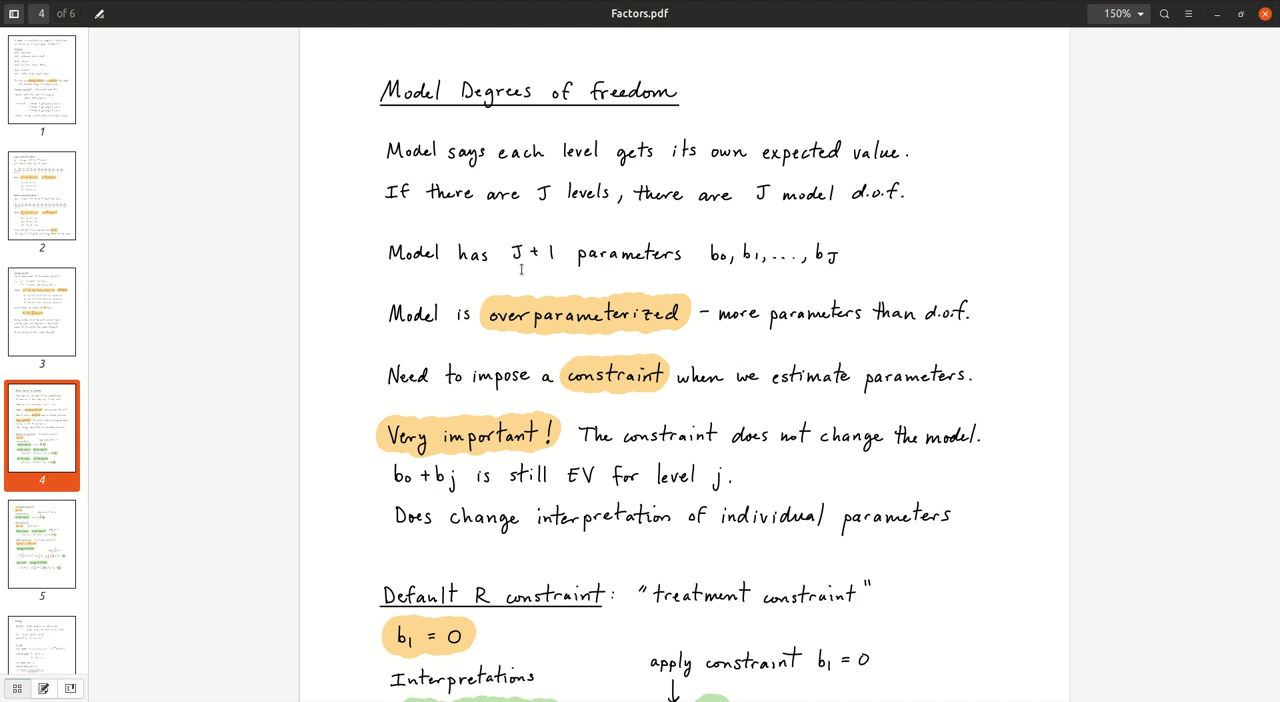 4 of 6
Factors.pdf
150%
1
2
3
4
5
Model Degrees of freedom
Model says each level gets its own expected value.
If there are J levels, there are J model d.o.f.
Model has J + 1 parameters b0, b1, ..., bJ
Model is overparameterized – more parameters than d.o.f.
Need to impose a constraint when we estimate parameters.
Very important! The constraint does not change the model.
b0 + bj is still EV for level j.
Does change interpretation of individual parameters
Default R constraint: "treatment constraint"
b1 = 0
apply constraint b1 = 0
Interpretations